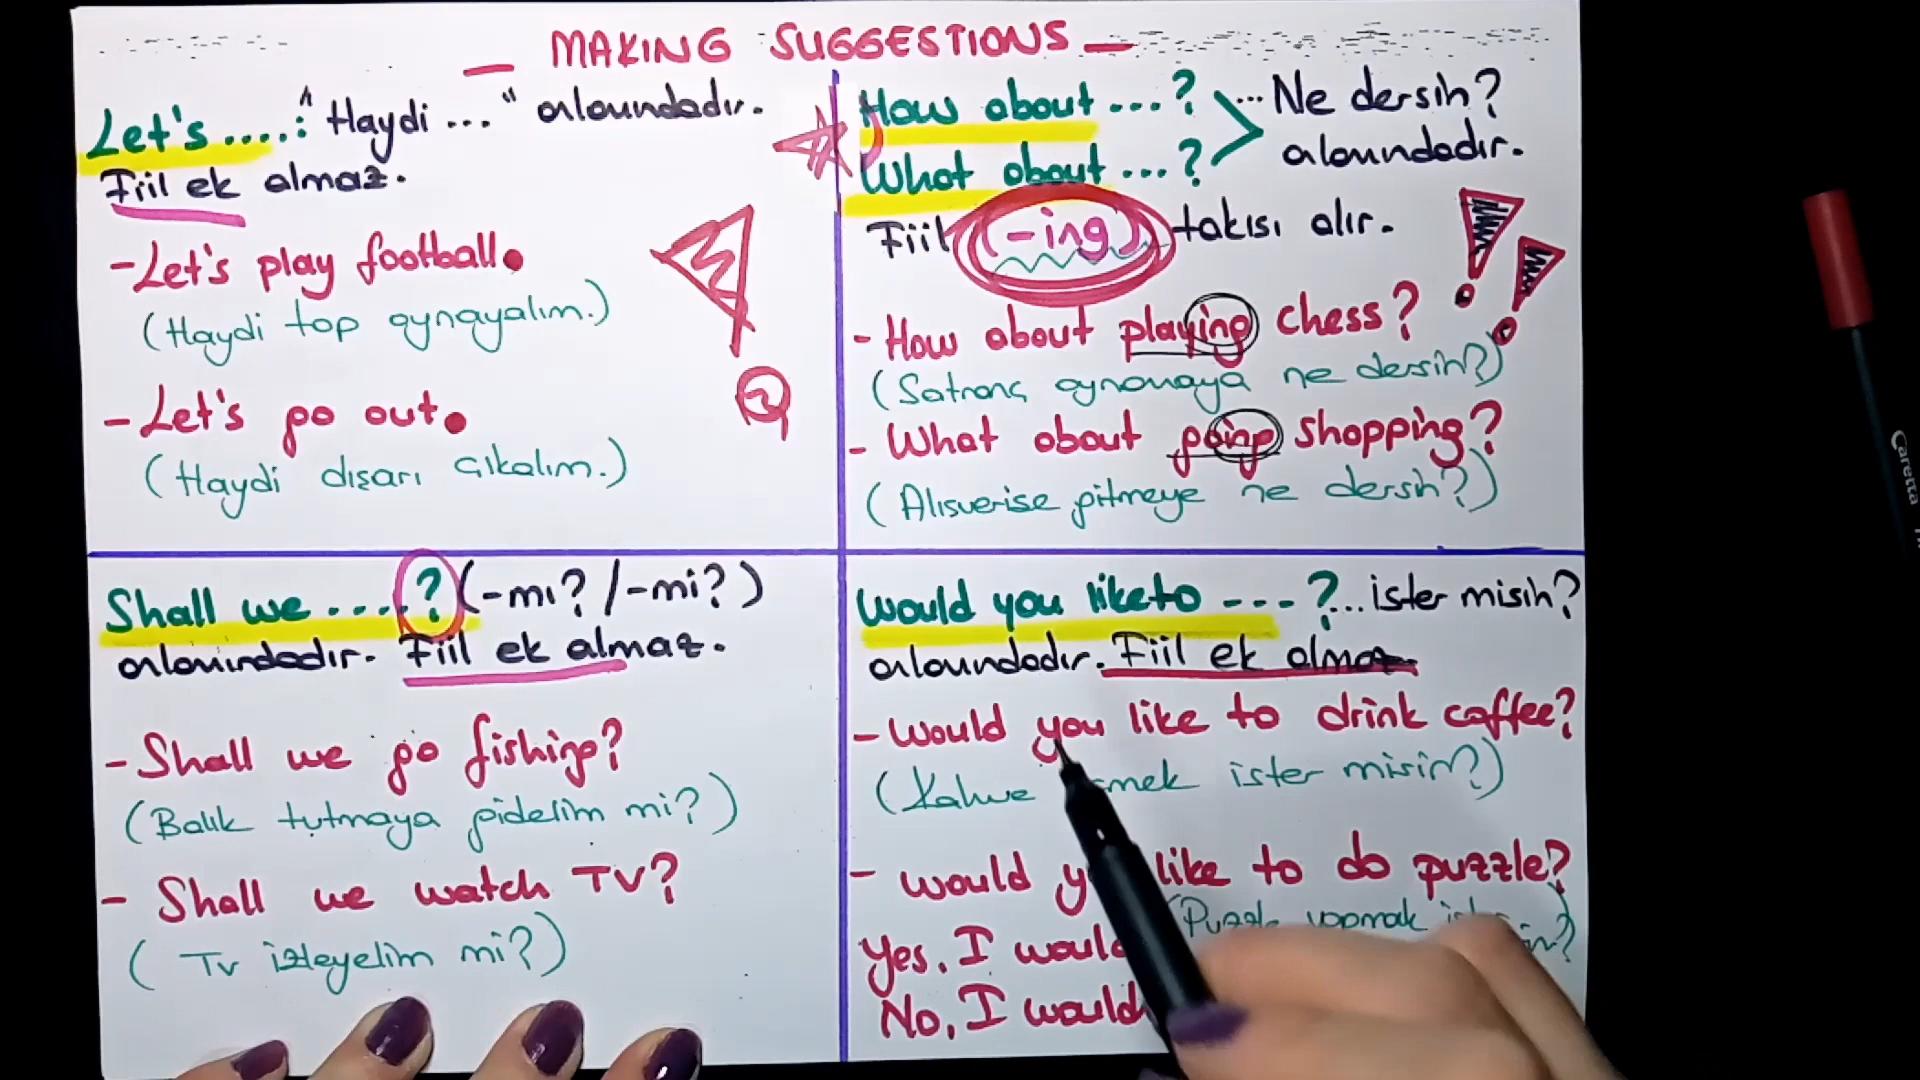 MAKING SUGGESTIONS
Let's ....: "Haydi ..." anlamındadır.
Fiil ek almaz.
- Let's play football.
(Haydi top oynayalım.)
- Let's go out.
(Haydi dışarı çıkalım.)
How about ...?
What about ...?
... Ne dersin?
anlamındadır.
Fiil (-ing) takısı alır.
- How about playing chess?
(Satranç oynamaya ne dersin?)
- What about going shopping?
(Alışverişe gitmeye ne dersin?)
Shall we ....? (-mı? / -mi?)
anlamındadır. Fiil ek almaz.
- Shall we go fishing?
(Balık tutmaya gidelim mi?)
- Shall we watch TV?
(Tv izleyelim mi?)
Would you like to ---? ... ister misin?
anlamındadır. Fiil ek almaz.
- Would you like to drink coffee?
(Kahve ister misin?)
- Would like to do puzzle?
(Puzzle yapmak
Yes, I would
No, I would
Caretta